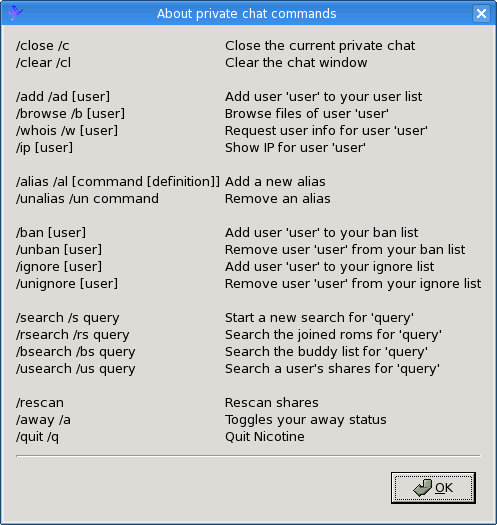 About private chat commands
/close /c Close the current private chat
/clear /cl Clear the chat window
/add /ad [user] Add user 'user' to your user list
/browse /b [user] Browse files of user 'user'
/whois /w [user] Request user info for user 'user'
/ip [user] Show IP for user 'user'
/alias /al [command [definition]] Add a new alias
/unalias /un command Remove an alias
/ban [user] Add user 'user' to your ban list
/unban [user] Remove user 'user' from your ban list
/ignore [user] Add user 'user' to your ignore list
/unignore [user] Remove user 'user' from your ignore list
/search /s query Start a new search for 'query'
/rsearch /rs query Search the joined roms for 'query'
/bsearch /bs query Search the buddy list for 'query'
/usearch /us query Search a user's shares for 'query'
/rescan Rescan shares
/away /a Toggles your away status
/quit /q Quit Nicotine
OK